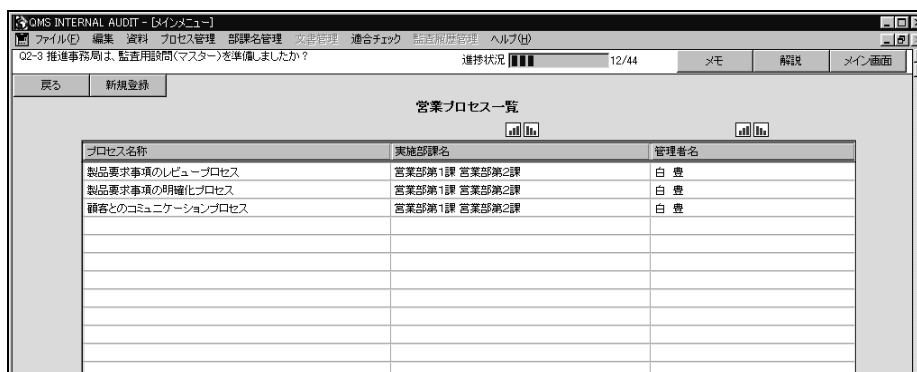 QMS INTERNAL AUDIT - [メインメニュー]
ファイル(F) 編集 資料 プロセス管理 部課名管理 文書管理 適合チェック 監査履歴管理 ヘルプ(H)
Q2-3 推進事務局は、監査用設問(マスター)を準備しましたか? 進捗状況 12/44 メモ 解説 メイン画面
戻る 新規登録
営業プロセス一覧
プロセス名称 実施部課名 管理者名
製品要求事項のレビュープロセス 営業部第1課 営業部第2課 白 豊
製品要求事項の明確化プロセス 営業部第1課 営業部第2課 白 豊
顧客とのコミュニケーションプロセス 営業部第1課 営業部第2課 白 豊